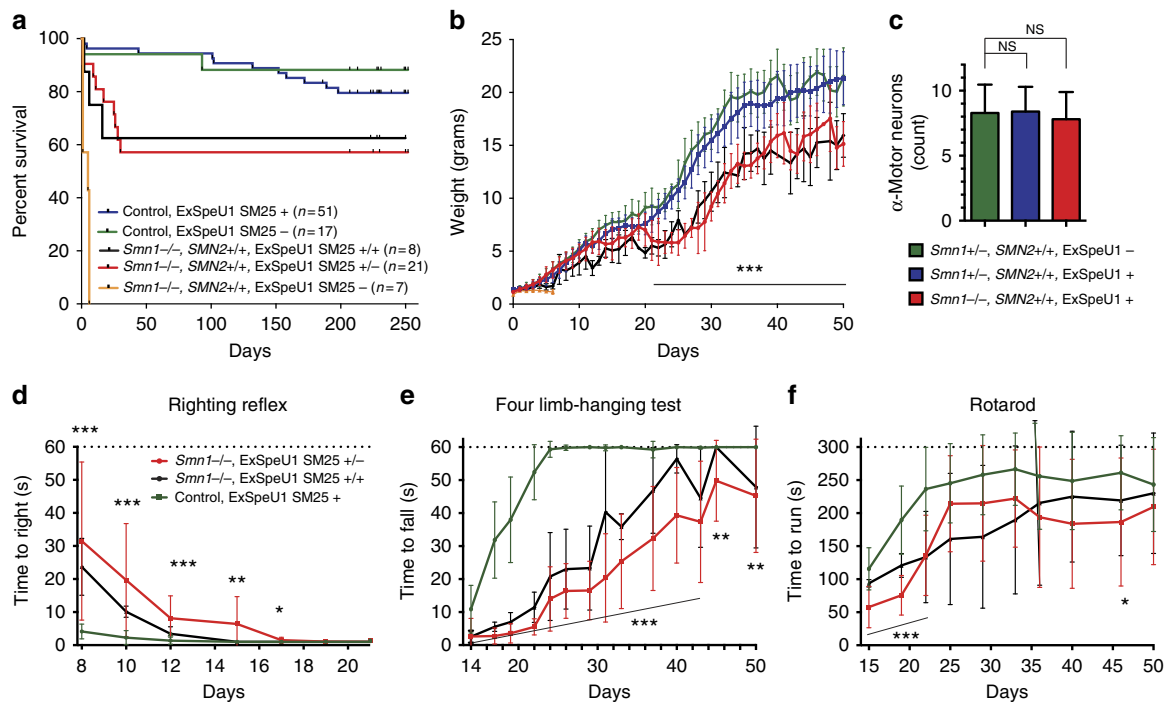 a
Percent survival
100
80
60
40
20
0
Control, ExSpeU1 SM25 + (n=51)
Control, ExSpeU1 SM25 − (n=17)
Smn1−/−, SMN2+/+, ExSpeU1 SM25 +/+ (n=8)
Smn1−/−, SMN2+/+, ExSpeU1 SM25 +/− (n=21)
Smn1−/−, SMN2+/+, ExSpeU1 SM25 − (n=7)
0 50 100 150 200 250
Days
b
Weight (grams)
25
20
15
10
5
0
***
0 10 20 30 40 50
Days
c
NS
NS
α-Motor neurons
(count)
10
5
0
Smn1+/−, SMN2+/+, ExSpeU1 −
Smn1+/−, SMN2+/+, ExSpeU1 +
Smn1−/−, SMN2+/+, ExSpeU1 +
d
Righting reflex
Time to right (s)
60
50
40
30
20
10
0
***
***
***
**
*
Smn1−/−, ExSpeU1 SM25 +/−
Smn1−/−, ExSpeU1 SM25 +/+
Control, ExSpeU1 SM25 +
8 10 12 14 16 18 20
Days
e
Four limb-hanging test
Time to fall (s)
60
50
40
30
20
10
0
***
**
**
14 20 31 40 50
Days
f
Rotarod
Time to run (s)
300
250
200
150
100
50
0
***
*
15 20 25 30 35 40 45 50
Days